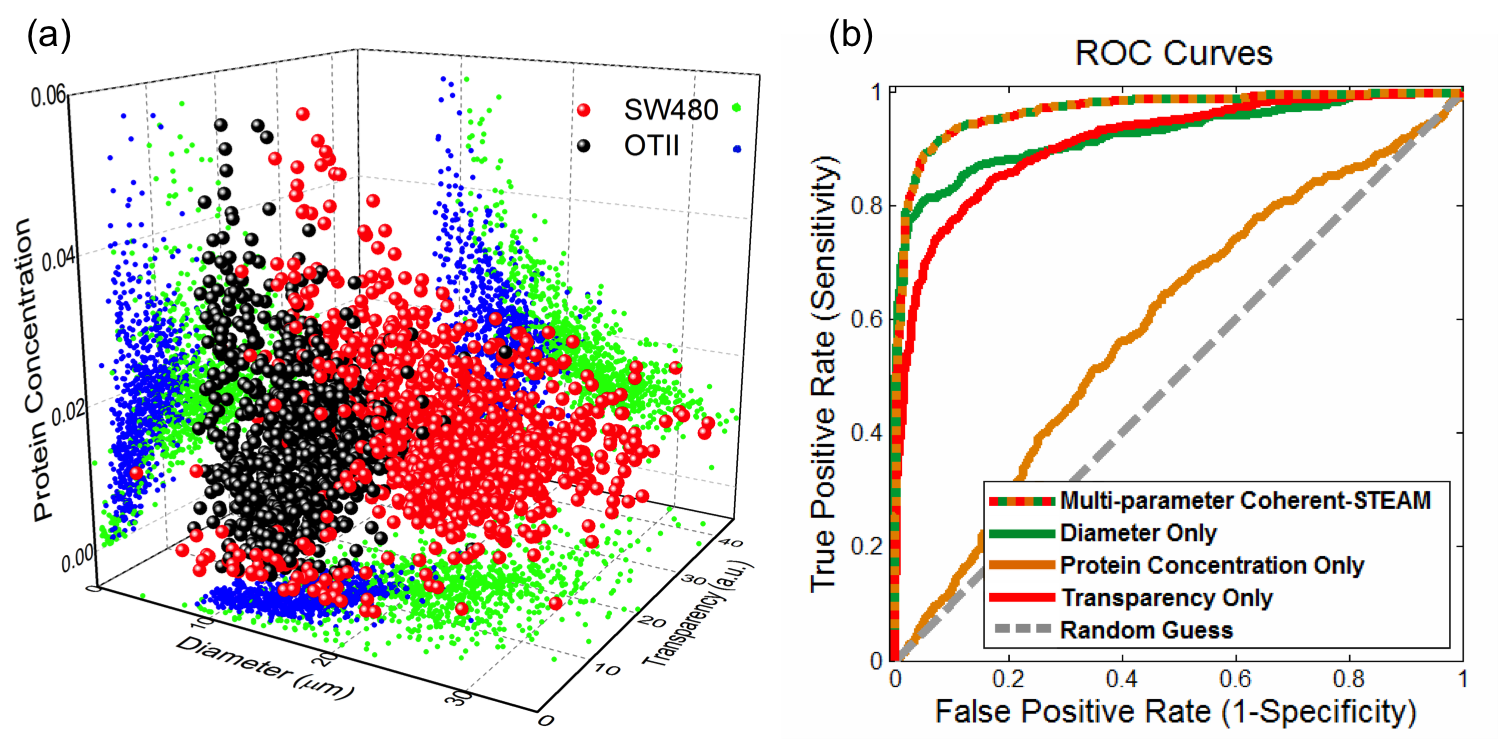 (a)
0.06
0.04
0.02
0.00
Protein Concentration
SW480
OTII
0
10
20
30
Diameter (μm)
0
10
20
30
40
Transparency (a.u.)
(b)
ROC Curves
1
0.8
0.6
0.4
0.2
0
True Positive Rate (Sensitivity)
Multi-parameter Coherent-STEAM
Diameter Only
Protein Concentration Only
Transparency Only
Random Guess
0 0.2 0.4 0.6 0.8 1
False Positive Rate (1-Specificity)